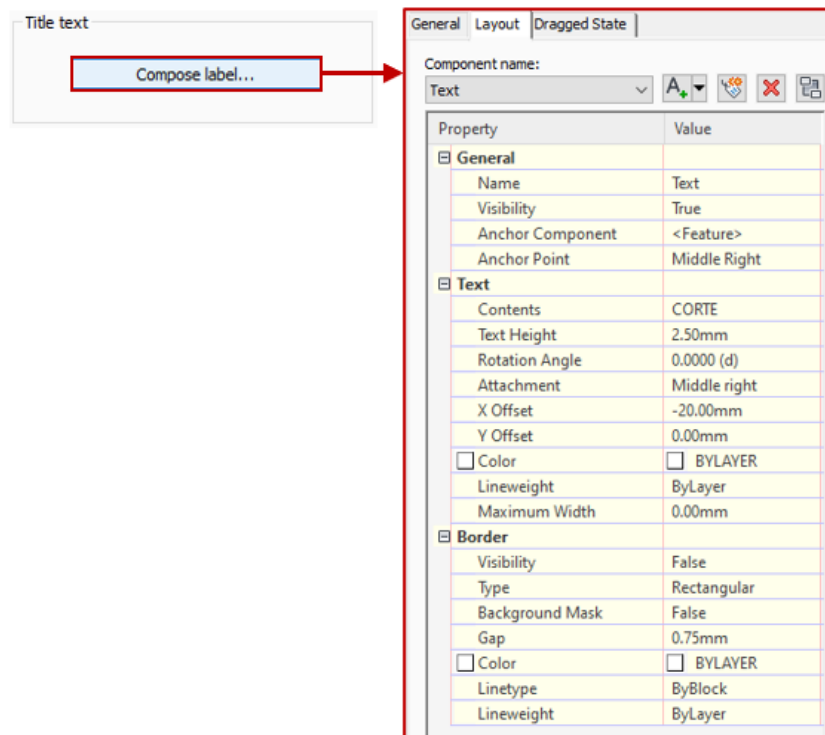 Title text
Compose label...
General Layout Dragged State
Component name:
Text
Property Value
General
Name Text
Visibility True
Anchor Component <Feature>
Anchor Point Middle Right
Text
Contents CORTE
Text Height 2.50mm
Rotation Angle 0.0000 (d)
Attachment Middle right
X Offset -20.00mm
Y Offset 0.00mm
Color BYLAYER
Lineweight ByLayer
Maximum Width 0.00mm
Border
Visibility False
Type Rectangular
Background Mask False
Gap 0.75mm
Color BYLAYER
Linetype ByBlock
Lineweight ByLayer